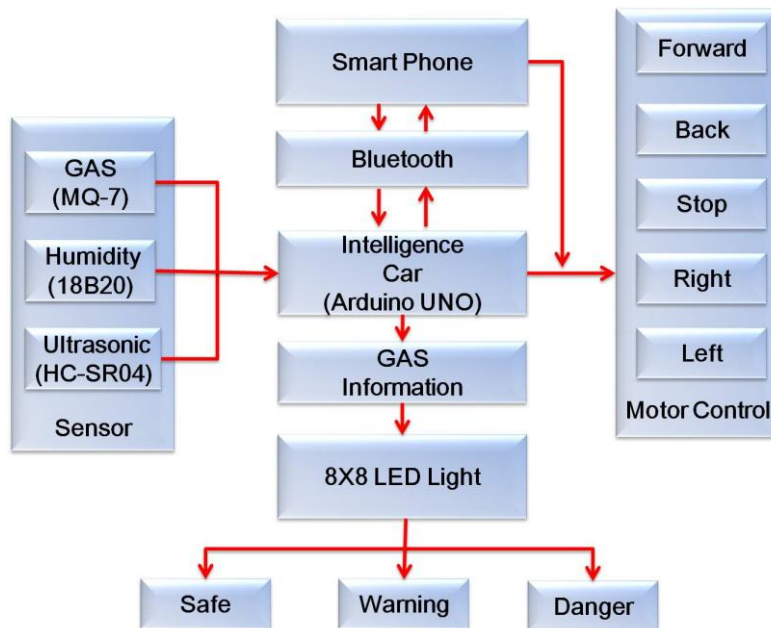 Smart Phone
Bluetooth
Intelligence
Car
(Arduino UNO)
GAS
Information
8X8 LED Light
Safe
Warning
Danger
GAS
(MQ-7)
Humidity
(18B20)
Ultrasonic
(HC-SR04)
Sensor
Forward
Back
Stop
Right
Left
Motor Control